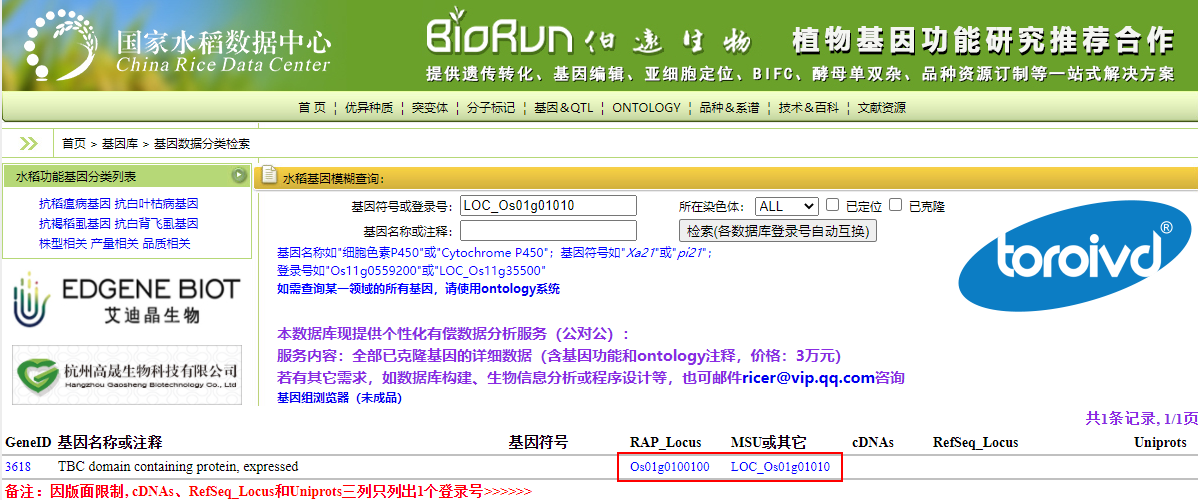 国家水稻数据中心
China Rice Data Center
BioRun 伯远生物 植物基因功能研究推荐合作
提供遗传转化、基因编辑、亚细胞定位、BIFC、酵母单双杂、品种资源订制等一站式解决方案
首 页 ¦ 优异种质 ¦ 突变体 ¦ 分子标记 ¦ 基因&QTL ¦ ONTOLOGY ¦ 品种&系谱 ¦ 技术&百科 ¦ 文献资源
首页 > 基因库 > 基因数据分类检索
水稻功能基因分类列表
抗稻瘟病基因 抗白叶枯病基因
抗褐稻虱基因 抗白背飞虱基因
株型相关 产量相关 品质相关
EDGENE BIOT
艾迪晶生物
杭州高晟生物科技有限公司
Hangzhou Gaosheng Biotechnology Co., Ltd
水稻基因模糊查询:
基因符号或登录号: LOC_Os01g01010 所在染色体: ALL 已定位 已克隆
基因名称或注释: 检索(各数据库登录号自动互换)
基因名称如"细胞色素P450"或"Cytochrome P450"；基因符号如"Xa21"或"pi21"；
登录号如"Os11g0559200"或"LOC_Os11g35500"
如需查询某一领域的所有基因，请使用ontology系统
toroivd®
本数据库现提供个性化有偿数据分析服务（公对公）:
服务内容：全部已克隆基因的详细数据（含基因功能和ontology注释，价格：3万元）
若有其它需求，如数据库构建、生物信息分析或程序设计等，也可邮件ricer@vip.qq.com咨询
基因组浏览器（未成品）
共1条记录, 1/1页
GeneID 基因名称或注释 基因符号 RAP_Locus MSU或其它 cDNAs RefSeq_Locus Uniprots
3618 TBC domain containing protein, expressed Os01g0100100 LOC_Os01g01010
备注：因版面限制, cDNAs、RefSeq_Locus和Uniprots三列只列出1个登录号>>>>>>